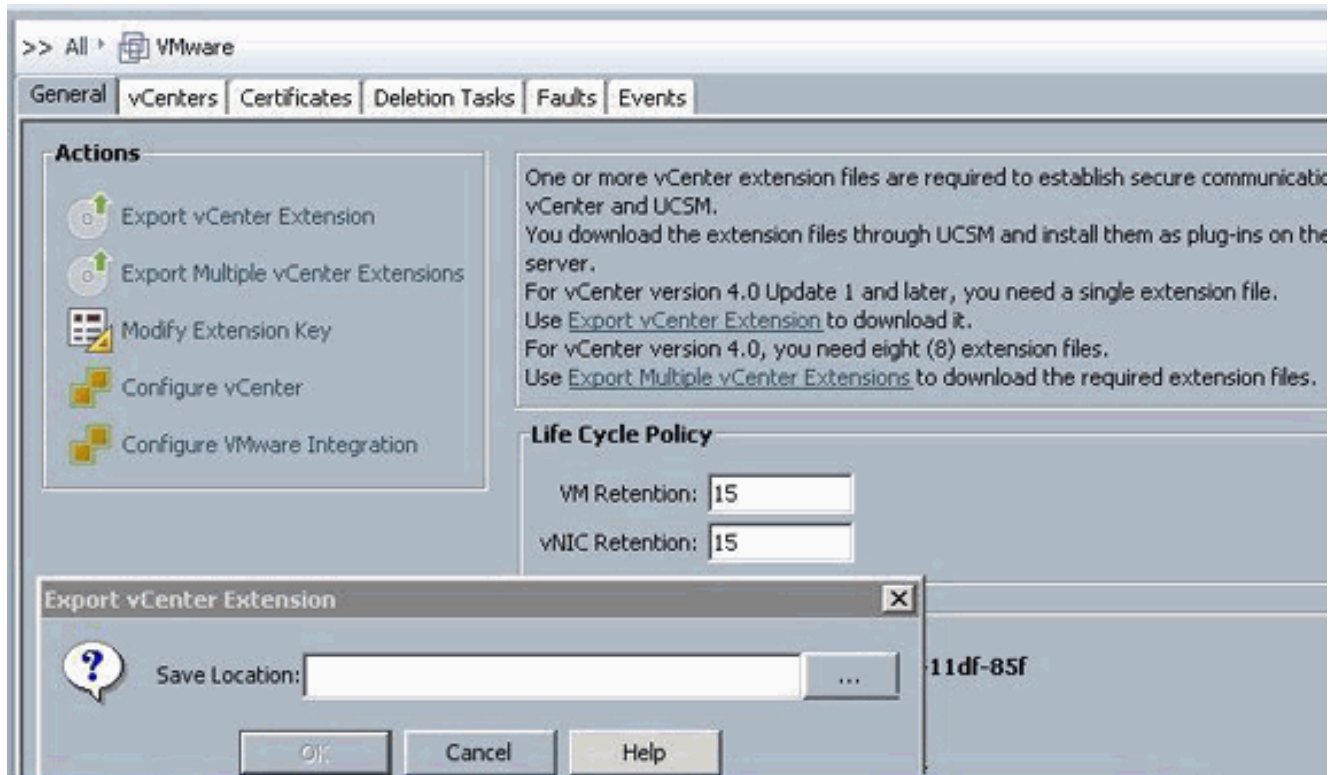 >> All VMware
General vCenters Certificates Deletion Tasks Faults Events
Actions
Export vCenter Extension
Export Multiple vCenter Extensions
Modify Extension Key
Configure vCenter
Configure VMware Integration
One or more vCenter extension files are required to establish secure communicatio
vCenter and UCSM.
You download the extension files through UCSM and install them as plug-ins on the
server.
For vCenter version 4.0 Update 1 and later, you need a single extension file.
Use Export vCenter Extension to download it.
For vCenter version 4.0, you need eight (8) extension files.
Use Export Multiple vCenter Extensions to download the required extension files.
Life Cycle Policy
VM Retention: 15
vNIC Retention: 15
Export vCenter Extension
Save Location: ...
-11df-85f
OK Cancel Help